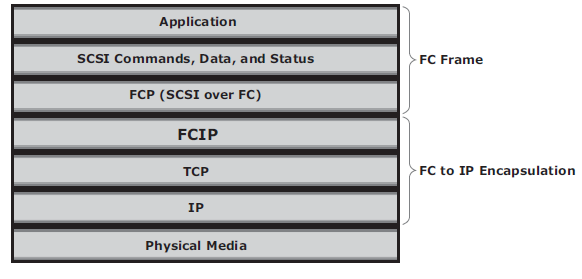 Application
SCSI Commands, Data, and Status
FCP (SCSI over FC)
FC Frame
FCIP
TCP
IP
FC to IP Encapsulation
Physical Media